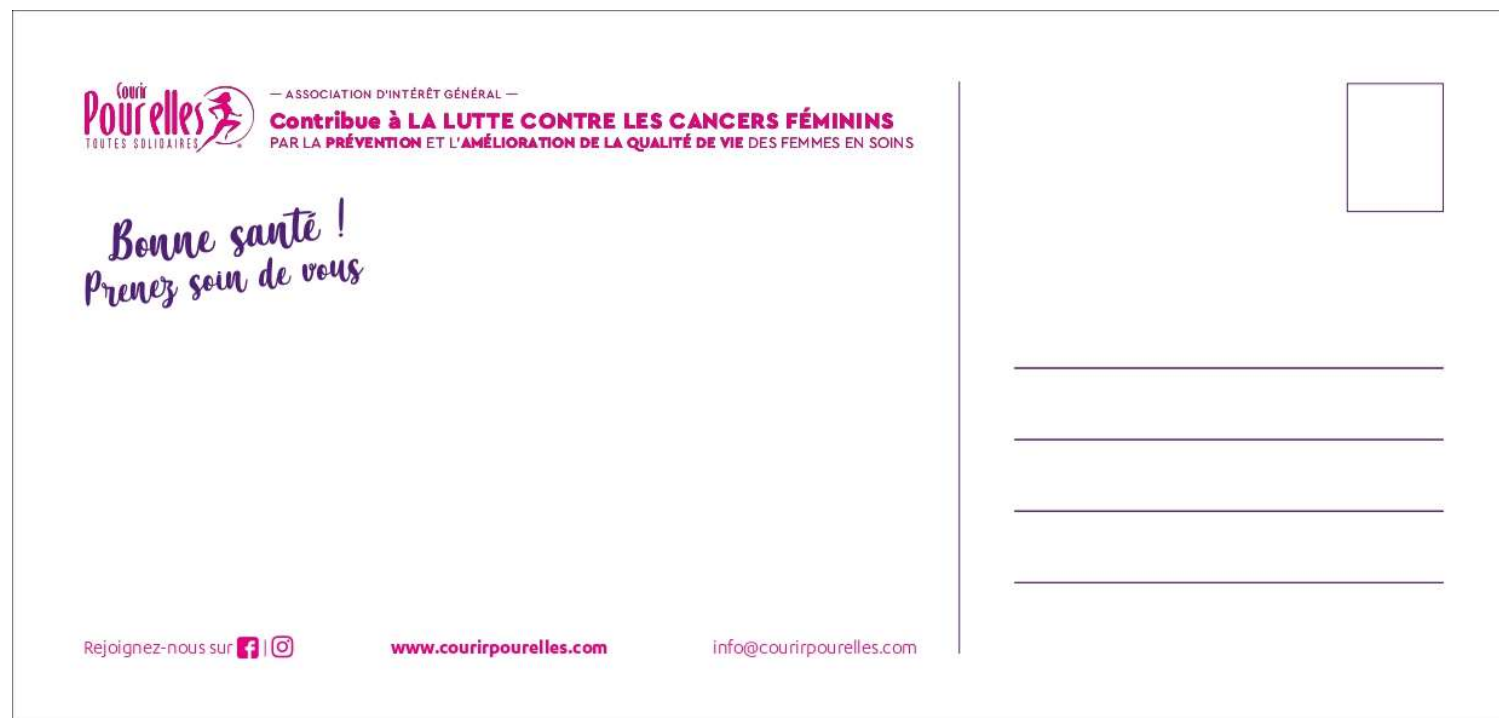 Courir
Pour elles
TOUTES SOLIDAIRES
— ASSOCIATION D'INTÉRÊT GÉNÉRAL —
Contribue à LA LUTTE CONTRE LES CANCERS FÉMININS
PAR LA PRÉVENTION ET L'AMÉLIORATION DE LA QUALITÉ DE VIE DES FEMMES EN SOINS
Bonne santé !
Prenez soin de vous
Rejoignez-nous sur
www.courirpourelles.com
info@courirpourelles.com